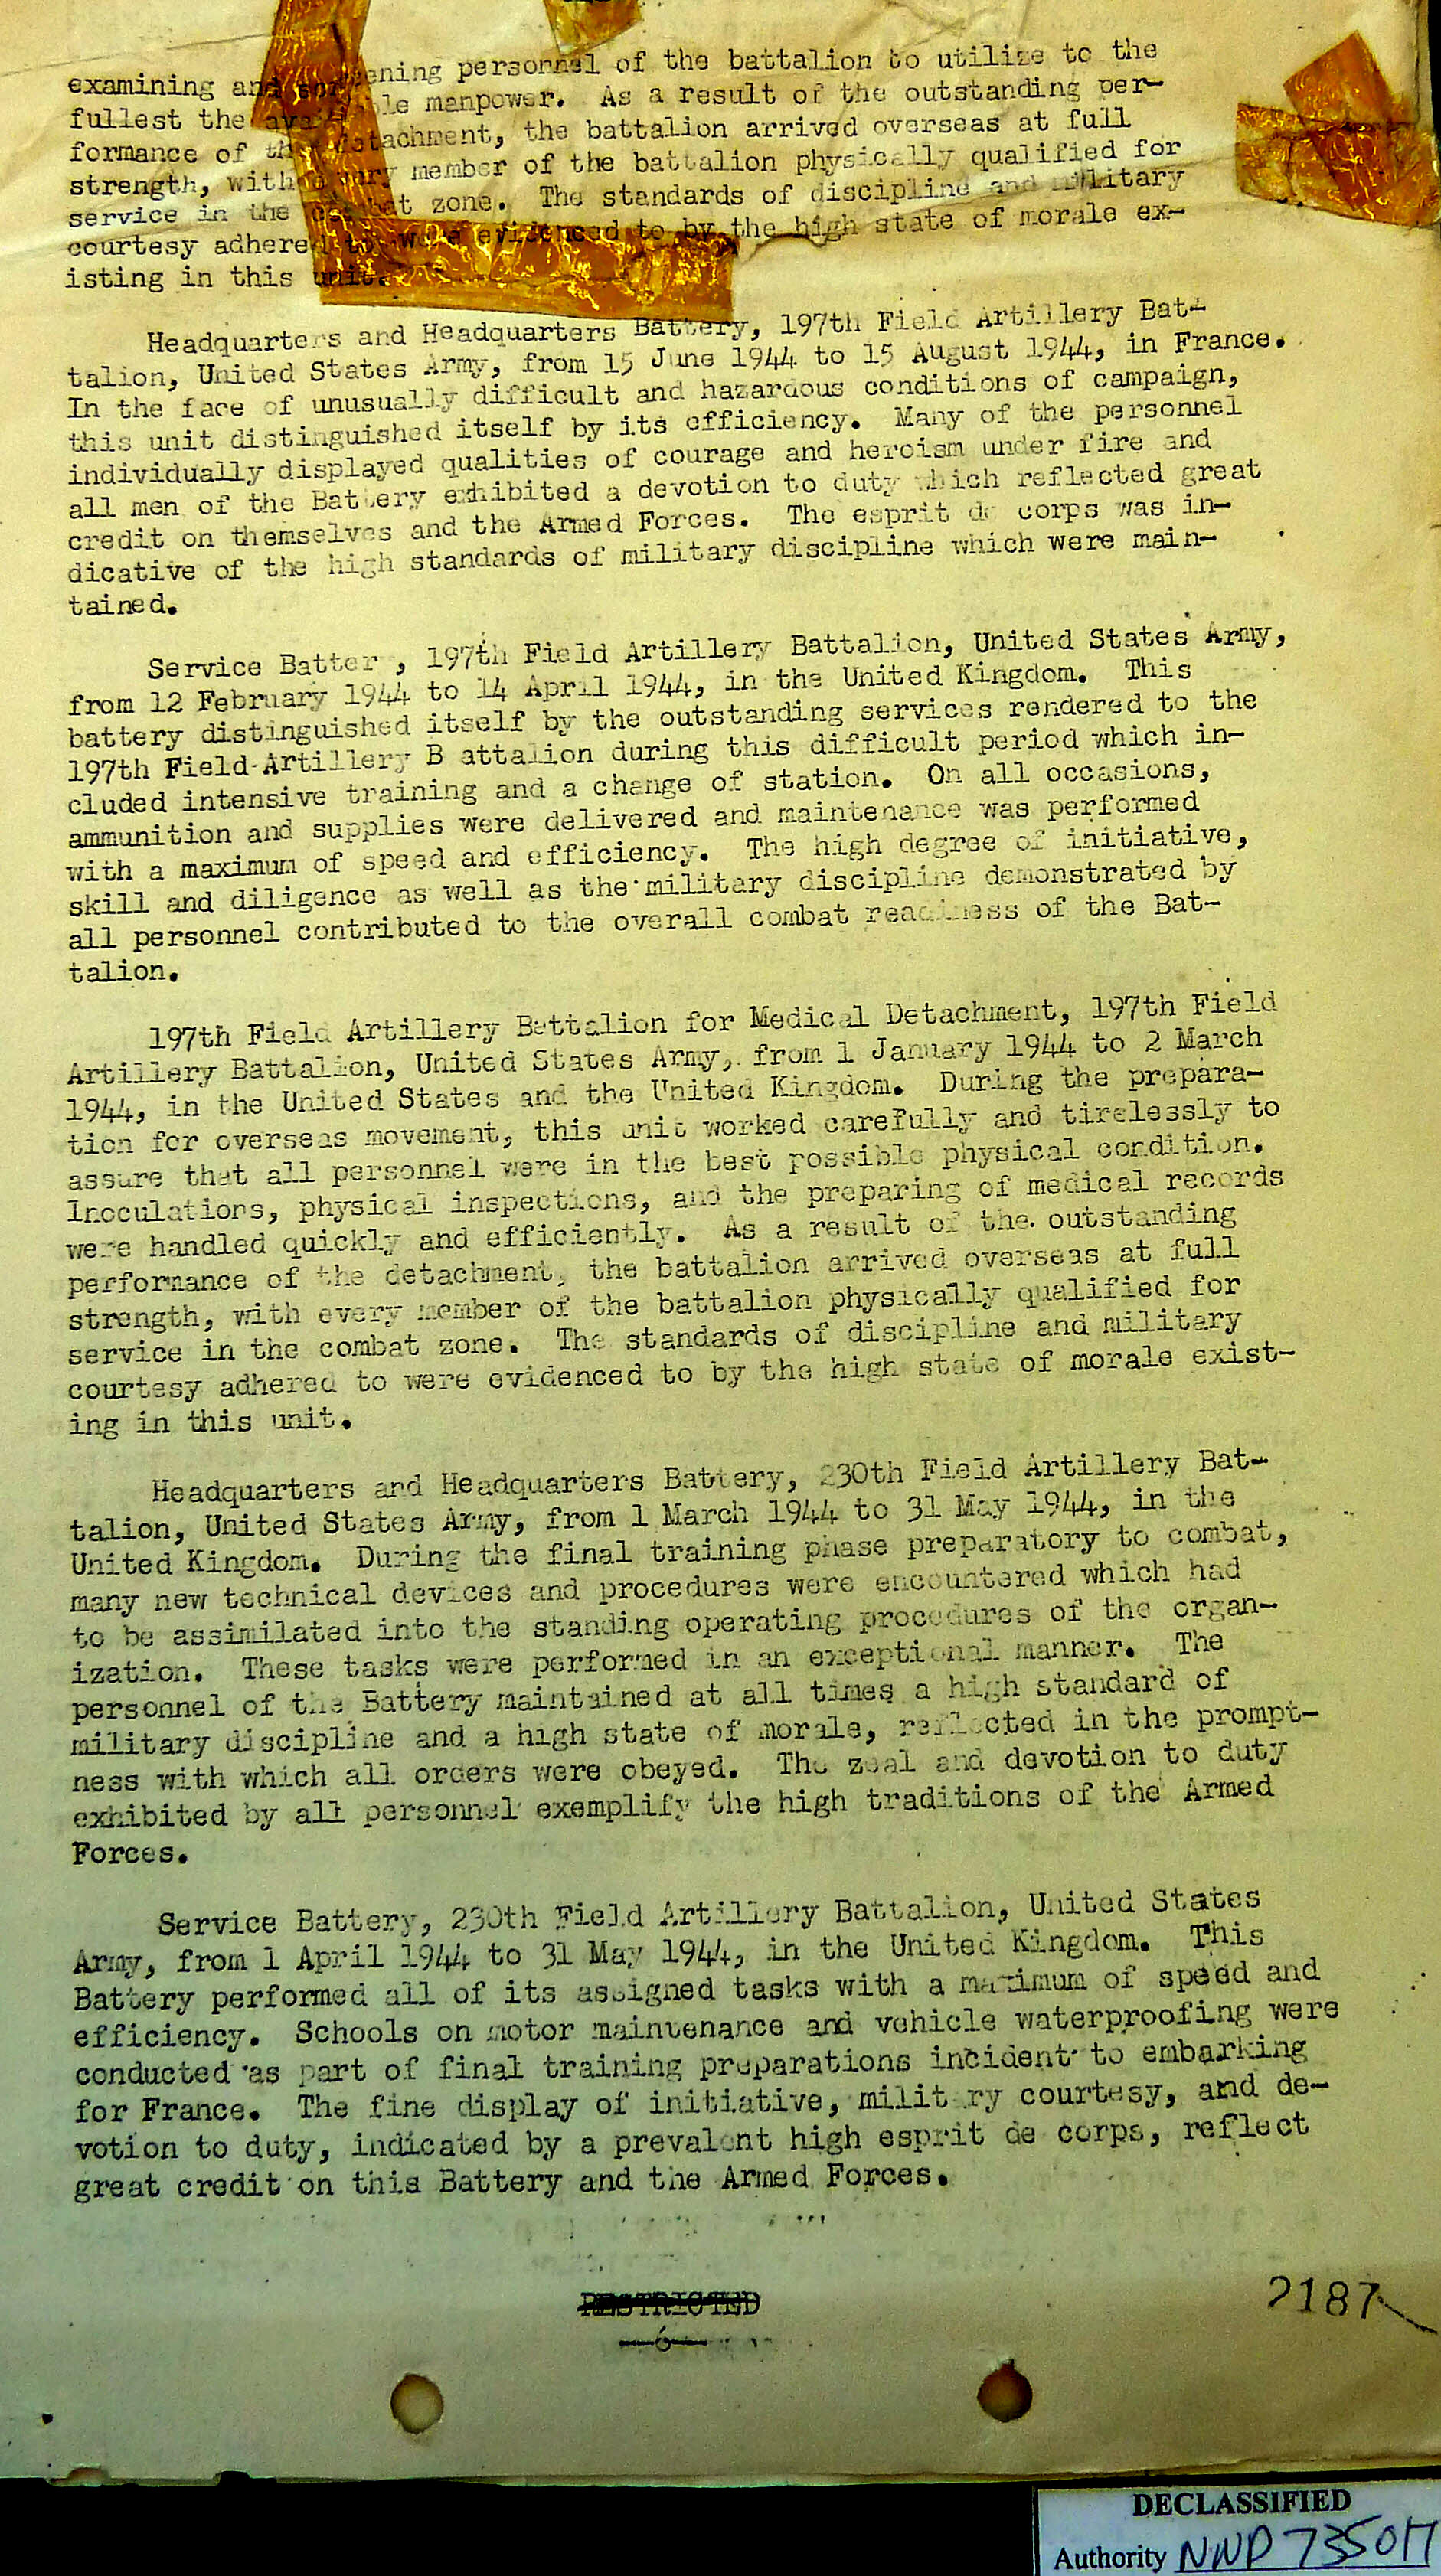 examining and screening personnel of the battalion to utilize to the
fullest the available manpower. As a result of the outstanding per-
formance of the detachment, the battalion arrived overseas at full
strength, with every member of the battalion physically qualified for
service in the combat zone. The standards of discipline and military
courtesy adhered to were evidenced to by the high state of morale ex-
isting in this unit.
Headquarters and Headquarters Battery, 197th Field Artillery Bat-
talion, United States Army, from 15 June 1944 to 15 August 1944, in France.
In the face of unusually difficult and hazardous conditions of campaign,
this unit distinguished itself by its efficiency. Many of the personnel
individually displayed qualities of courage and heroism under fire and
all men of the Battery exhibited a devotion to duty which reflected great
credit on themselves and the Armed Forces. The esprit de corps was in-
dicative of the high standards of military discipline which were main-
tained.
Service Batter , 197th Field Artillery Battalion, United States Army,
from 12 February 1944 to 14 April 1944, in the United Kingdom. This
battery distinguished itself by the outstanding services rendered to the
197th Field Artillery B attalion during this difficult period which in-
cluded intensive training and a change of station. On all occasions,
ammunition and supplies were delivered and maintenance was performed
with a maximum of speed and efficiency. The high degree of initiative,
skill and diligence as well as the military discipline demonstrated by
all personnel contributed to the overall combat readiness of the Bat-
talion.
197th Field Artillery Battalion for Medical Detachment, 197th Field
Artillery Battalion, United States Army, from 1 January 1944 to 2 March
1944, in the United States and the United Kingdom. During the prepara-
tion for overseas movement, this unit worked carefully and tirelessly to
assure that all personnel were in the best possible physical condition.
Inoculations, physical inspections, and the preparing of medical records
were handled quickly and efficiently. As a result of the outstanding
performance of the detachment, the battalion arrived overseas at full
strength, with every member of the battalion physically qualified for
service in the combat zone. The standards of discipline and military
courtesy adhered to were evidenced to by the high state of morale exist-
ing in this unit.
Headquarters and Headquarters Battery, 230th Field Artillery Bat-
talion, United States Army, from 1 March 1944 to 31 May 1944, in the
United Kingdom. During the final training phase preparatory to combat,
many new technical devices and procedures were encountered which had
to be assimilated into the standing operating procedures of the organ-
ization. These tasks were performed in an exceptional manner. The
personnel of the Battery maintained at all times a high standard of
military discipline and a high state of morale, reflected in the prompt-
ness with which all orders were obeyed. The zeal and devotion to duty
exhibited by all personnel exemplify the high traditions of the Armed
Forces.
Service Battery, 230th Field Artillery Battalion, United States
Army, from 1 April 1944 to 31 May 1944, in the United Kingdom. This
Battery performed all of its assigned tasks with a maximum of speed and
efficiency. Schools on motor maintenance and vehicle waterproofing were
conducted as part of final training preparations incident to embarking
for France. The fine display of initiative, military courtesy, and de-
votion to duty, indicated by a prevalent high esprit de corps, reflect
great credit on this Battery and the Armed Forces.
RESTRICTED
2187
6
DECLASSIFIED
Authority NND 735017